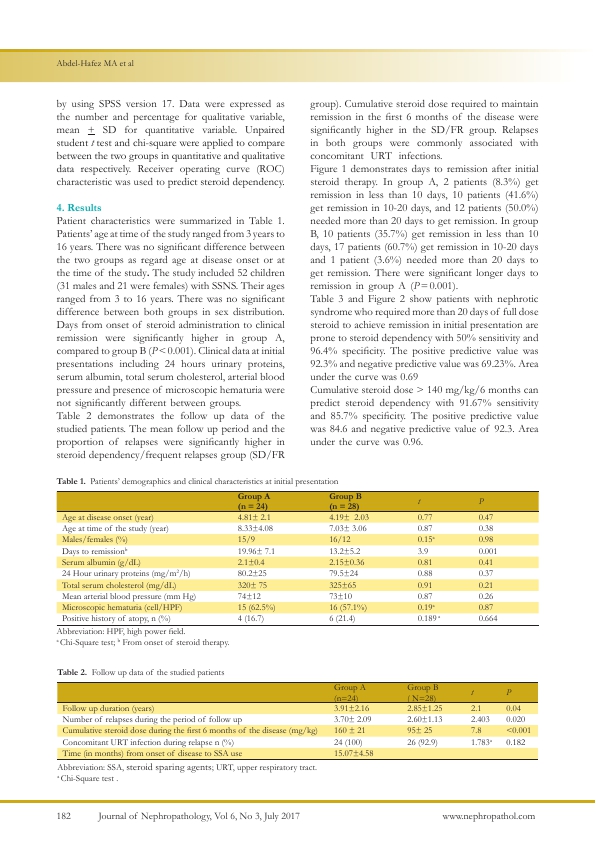 Abdel-Hafez MA et al
by using SPSS version 17. Data were expressed as
the number and percentage for qualitative variable,
mean ± SD for quantitative variable. Unpaired
student t test and chi-square were applied to compare
between the two groups in quantitative and qualitative
data respectively. Receiver operating curve (ROC)
characteristic was used to predict steroid dependency.
4. Results
Patient characteristics were summarized in Table 1.
Patients' age at time of the study ranged from 3 years to
16 years. There was no significant difference between
the two groups as regard age at disease onset or at
the time of the study. The study included 52 children
(31 males and 21 were females) with SSNS. Their ages
ranged from 3 to 16 years. There was no significant
difference between both groups in sex distribution.
Days from onset of steroid administration to clinical
remission were significantly higher in group A,
compared to group B (P<0.001). Clinical data at initial
presentations including 24 hours urinary proteins,
serum albumin, total serum cholesterol, arterial blood
pressure and presence of microscopic hematuria were
not significantly different between groups.
Table 2 demonstrates the follow up data of the
studied patients. The mean follow up period and the
proportion of relapses were significantly higher in
steroid dependency/frequent relapses group (SD/FR
group). Cumulative steroid dose required to maintain
remission in the first 6 months of the disease were
significantly higher in the SD/FR group. Relapses
in both groups were commonly associated with
concomitant URT infections.
Figure 1 demonstrates days to remission after initial
steroid therapy. In group A, 2 patients (8.3%) get
remission in less than 10 days, 10 patients (41.6%)
get remission in 10-20 days, and 12 patients (50.0%)
needed more than 20 days to get remission. In group
B, 10 patients (35.7%) get remission in less than 10
days, 17 patients (60.7%) get remission in 10-20 days
and 1 patient (3.6%) needed more than 20 days to
get remission. There were significant longer days to
remission in group A (P=0.001).
Table 3 and Figure 2 show patients with nephrotic
syndrome who required more than 20 days of full dose
steroid to achieve remission in initial presentation are
prone to steroid dependency with 50% sensitivity and
96.4% specificity. The positive predictive value was
92.3% and negative predictive value was 69.23%. Area
under the curve was 0.69
Cumulative steroid dose > 140 mg/kg/6 months can
predict steroid dependency with 91.67% sensitivity
and 85.7% specificity. The positive predictive value
was 84.6 and negative predictive value of 92.3. Area
under the curve was 0.96.
Table 1. Patients' demographics and clinical characteristics at initial presentation
Group A (n = 24) Group B (n = 28) t P
Age at disease onset (year) 4.81± 2.1 4.19± 2.03 0.77 0.47
Age at time of the study (year) 8.33±4.08 7.03± 3.06 0.87 0.38
Males/females (%) 15/9 16/12 0.15ᵃ 0.98
Days to remissionᵇ 19.96± 7.1 13.2±5.2 3.9 0.001
Serum albumin (g/dL) 2.1±0.4 2.15±0.36 0.81 0.41
24 Hour urinary proteins (mg/m²/h) 80.2±25 79.5±24 0.88 0.37
Total serum cholesterol (mg/dL) 320± 75 325±65 0.91 0.21
Mean arterial blood pressure (mm Hg) 74±12 73±10 0.87 0.26
Microscopic hematuria (cell/HPF) 15 (62.5%) 16 (57.1%) 0.19ᵃ 0.87
Positive history of atopy, n (%) 4 (16.7) 6 (21.4) 0.189ᵃ 0.664
Abbreviation: HPF, high power field.
ᵃ Chi-Square test; ᵇ From onset of steroid therapy.
Table 2. Follow up data of the studied patients
Group A (n=24) Group B ( N=28) t P
Follow up duration (years) 3.91±2.16 2.85±1.25 2.1 0.04
Number of relapses during the period of follow up 3.70± 2.09 2.60±1.13 2.403 0.020
Cumulative steroid dose during the first 6 months of the disease (mg/kg) 160 ± 21 95± 25 7.8 <0.001
Concomitant URT infection during relapse n (%) 24 (100) 26 (92.9) 1.783ᵃ 0.182
Time (in months) from onset of disease to SSA use 15.07±4.58
Abbreviation: SSA, steroid sparing agents; URT, upper respiratory tract.
ᵃ Chi-Square test .
182 Journal of Nephropathology, Vol 6, No 3, July 2017 www.nephropathol.com